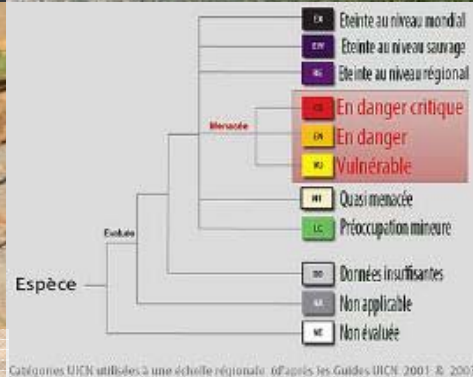 EX Eteinte au niveau mondial
EW Eteinte au niveau sauvage
RE Eteinte au niveau régional
CR En danger critique
Menacée
EN En danger
VU Vulnérable
NT Quasi menacée
LC Préoccupation mineure
Evaluée
DD Données insuffisantes
Espèce
NA Non applicable
NE Non évaluée
Catégories UICN utilisées à une échelle régionale (d'après les Guides UICN 2001 &